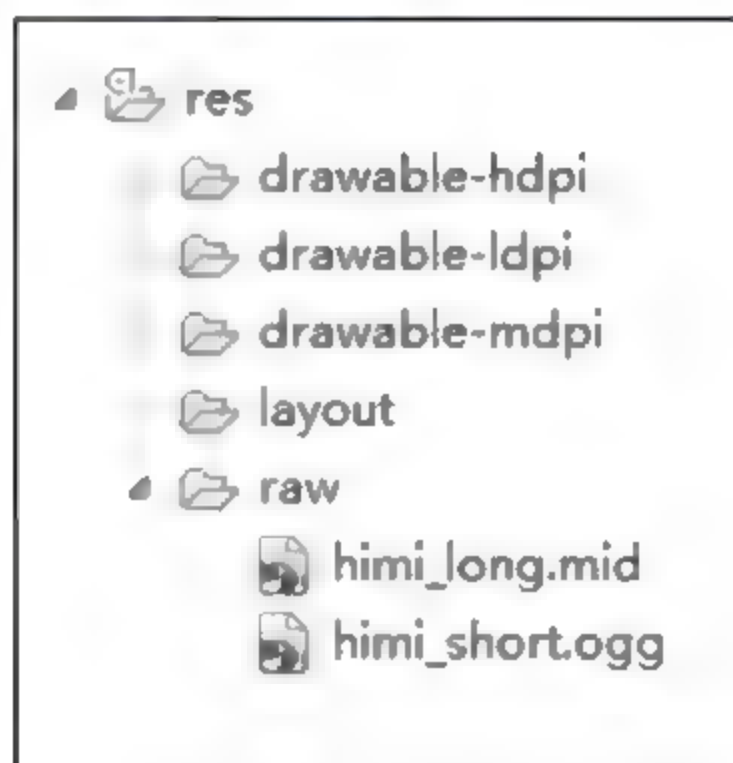 res
drawable-hdpi
drawable-ldpi
drawable-mdpi
layout
raw
himi_long.mid
himi_short.ogg